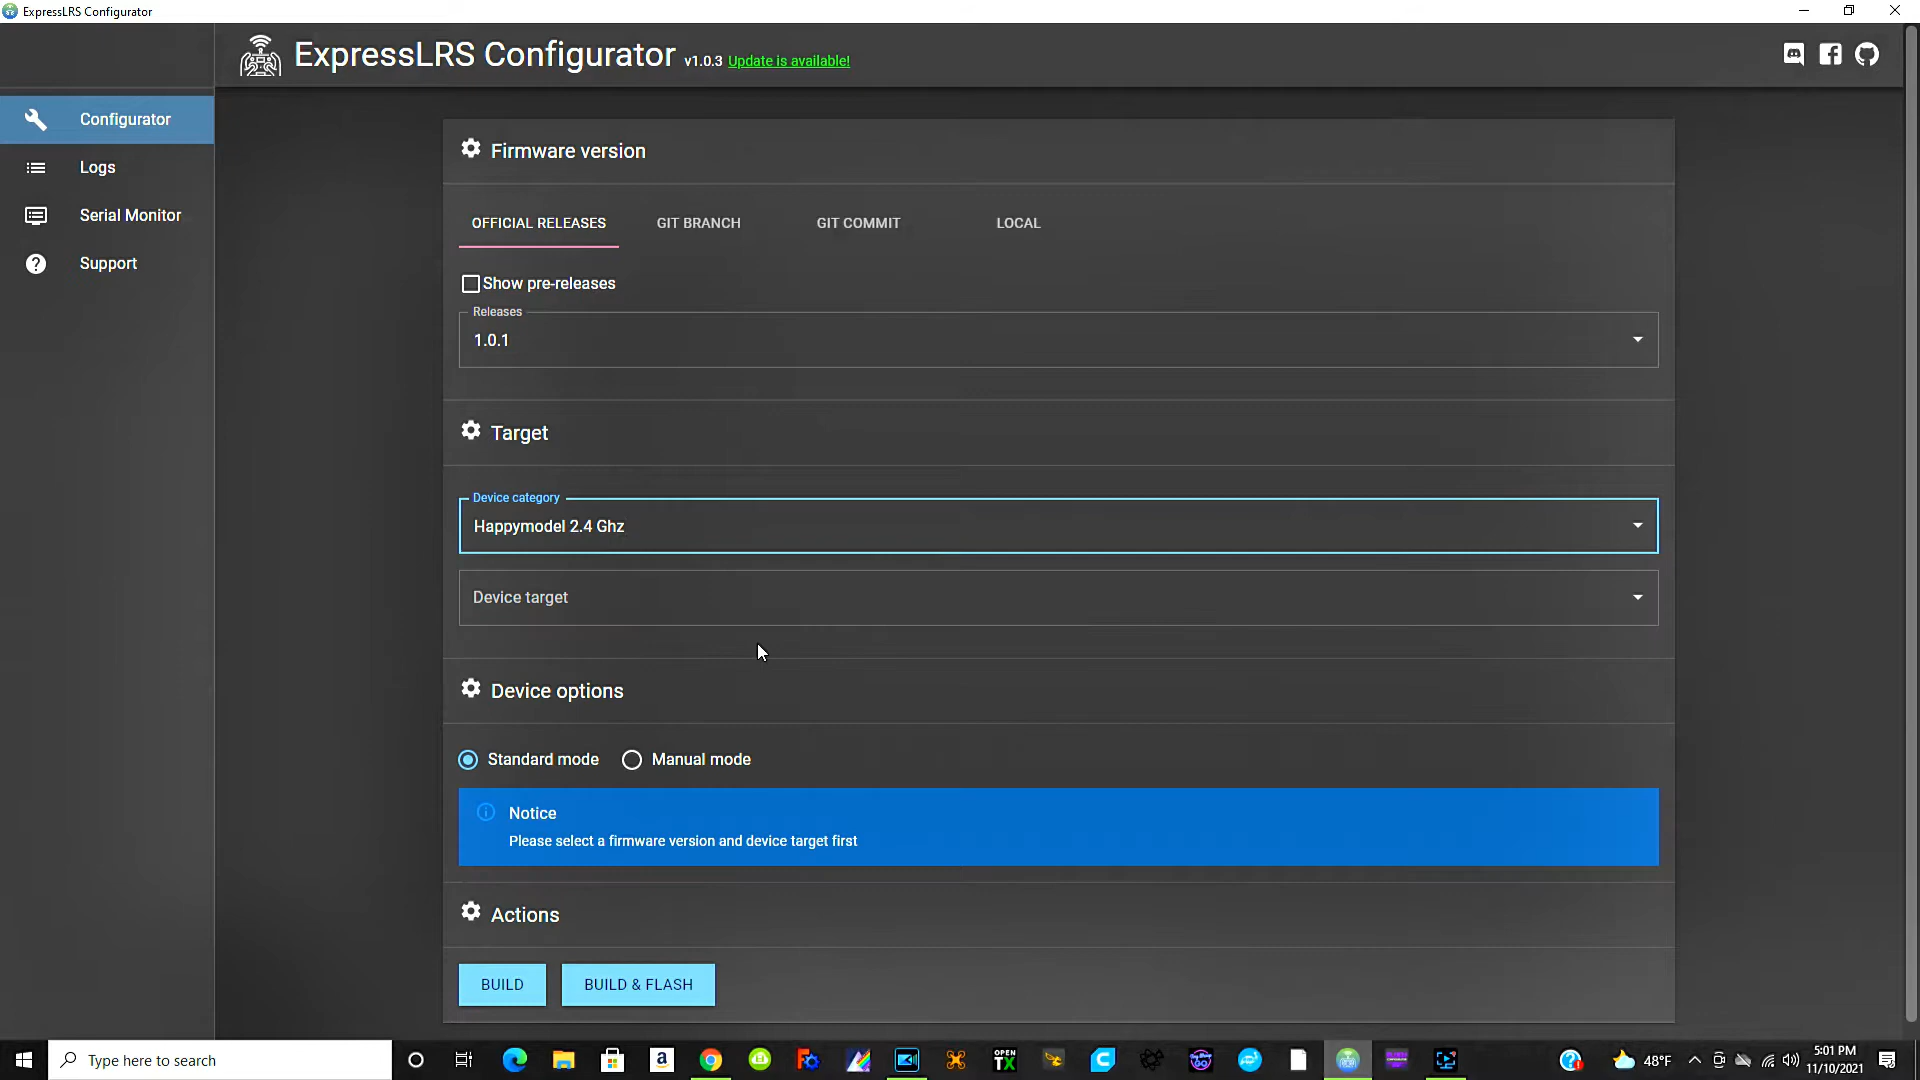 ExpressLRS Configurator
ExpressLRS Configurator v1.0.3 Update is available!
Configurator
Logs
Serial Monitor
Support
Firmware version
OFFICIAL RELEASES GIT BRANCH GIT COMMIT LOCAL
Show pre-releases
Releases
1.0.1
Target
Device category
Happymodel 2.4 Ghz
Device target
Device options
Standard mode Manual mode
Notice
Please select a firmware version and device target first
Actions
BUILD BUILD & FLASH
Type here to search
OPEN TX
48°F
5:01 PM
11/10/2021